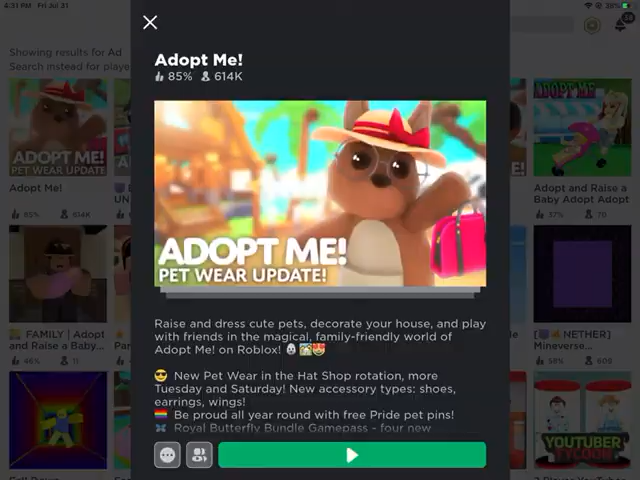 4:31 PM Fri Jul 31
38%
Showing results for Ad
Search instead for playe
Adopt Me!
85% 614K
ADOPT ME!
PET WEAR UPDATE!
Raise and dress cute pets, decorate your house, and play
with friends in the magical, family-friendly world of
Adopt Me! on Roblox!
New Pet Wear in the Hat Shop rotation, more
Tuesday and Saturday! New accessory types: shoes,
earrings, wings!
Be proud all year round with free Pride pet pins!
Royal Butterfly Bundle Gamepass - four new
ADOPT ME!
PET WEAR UPDATE!
Adopt Me!
85% 614K
FAMILY | Adopt
and Raise a Baby...
46% 11
ADOPT ME
Adopt and Raise a
Baby Adopt Adopt
37% 70
NETHER]
Mineverse...
58% 600
YOUTUBER
TYCOON